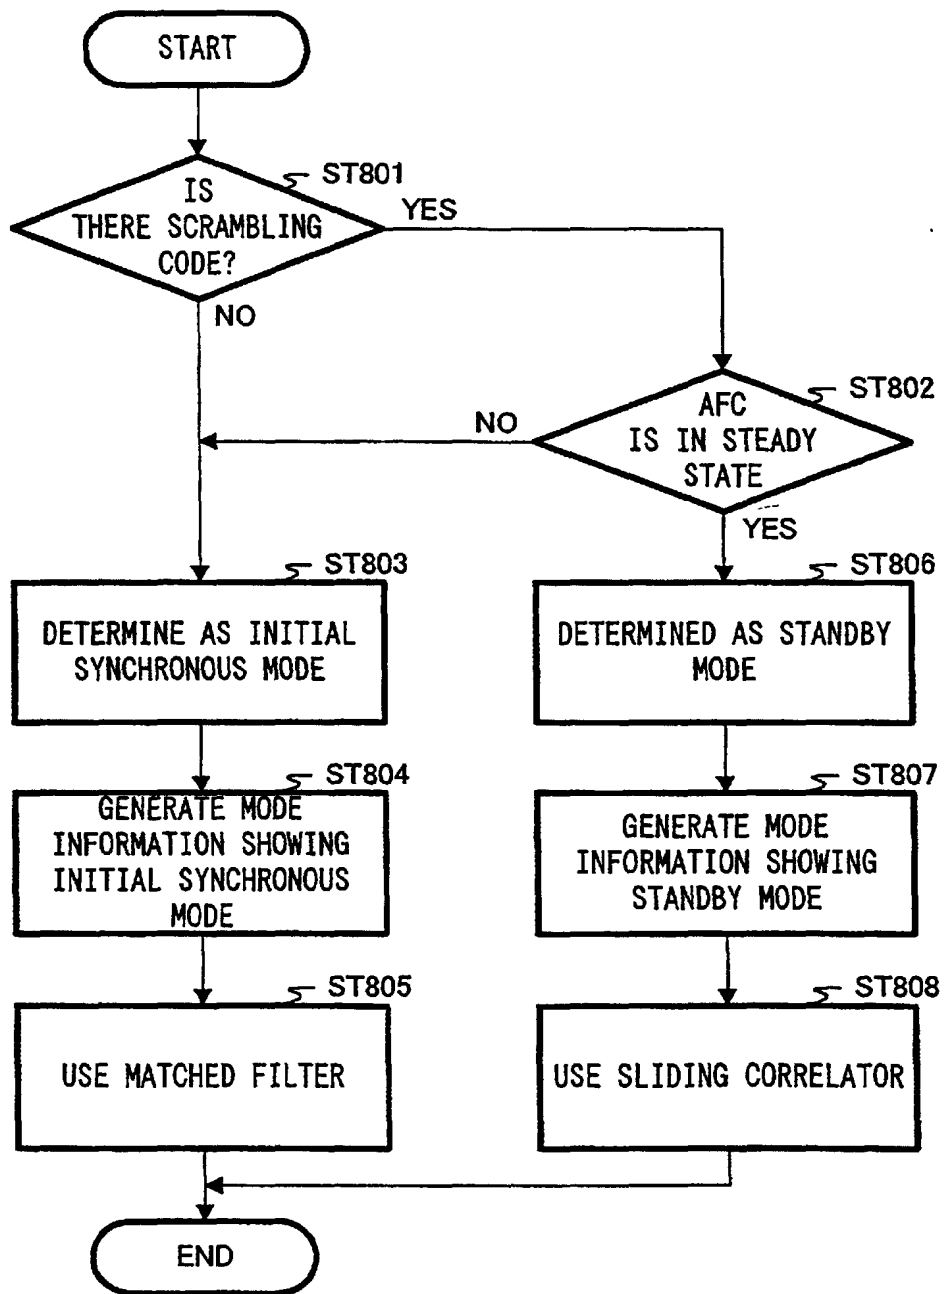 START
ST801
IS
THERE SCRAMBLING
CODE?
YES
NO
ST802
AFC
IS IN STEADY
STATE
NO
YES
ST803
DETERMINE AS INITIAL
SYNCHRONOUS MODE
ST806
DETERMINED AS STANDBY
MODE
ST804
GENERATE MODE
INFORMATION SHOWING
INITIAL SYNCHRONOUS
MODE
ST807
GENERATE MODE
INFORMATION SHOWING
STANDBY MODE
ST805
USE MATCHED FILTER
ST808
USE SLIDING CORRELATOR
END